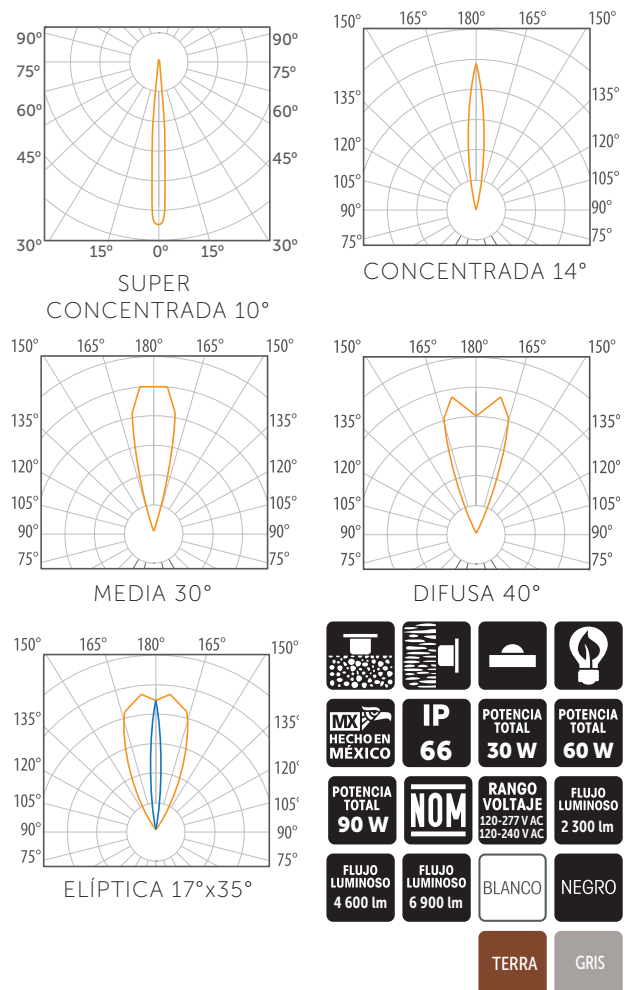 90° 90°
75° 75°
60° 60°
45° 45°
30° 15° 0° 15° 30°
SUPER
CONCENTRADA 10°
150° 165° 180° 165° 150°
135° 135°
120° 120°
105° 105°
90° 90°
75° 75°
CONCENTRADA 14°
150° 165° 180° 165° 150°
135° 135°
120° 120°
105° 105°
90° 90°
75° 75°
MEDIA 30°
150° 165° 180° 165° 150°
135° 135°
120° 120°
105° 105°
90° 90°
75° 75°
DIFUSA 40°
150° 165° 180° 165° 150°
135° 135°
120° 120°
105° 105°
90° 90°
75° 75°
ELÍPTICA 17°x35°
MX
HECHO EN
MÉXICO
IP
66
POTENCIA
TOTAL
30 W
POTENCIA
TOTAL
60 W
POTENCIA
TOTAL
90 W
NOM
RANGO
VOLTAJE
120-277 V AC
120-240 V AC
FLUJO
LUMINOSO
2 300 lm
FLUJO
LUMINOSO
4 600 lm
FLUJO
LUMINOSO
6 900 lm
BLANCO
NEGRO
TERRA
GRIS